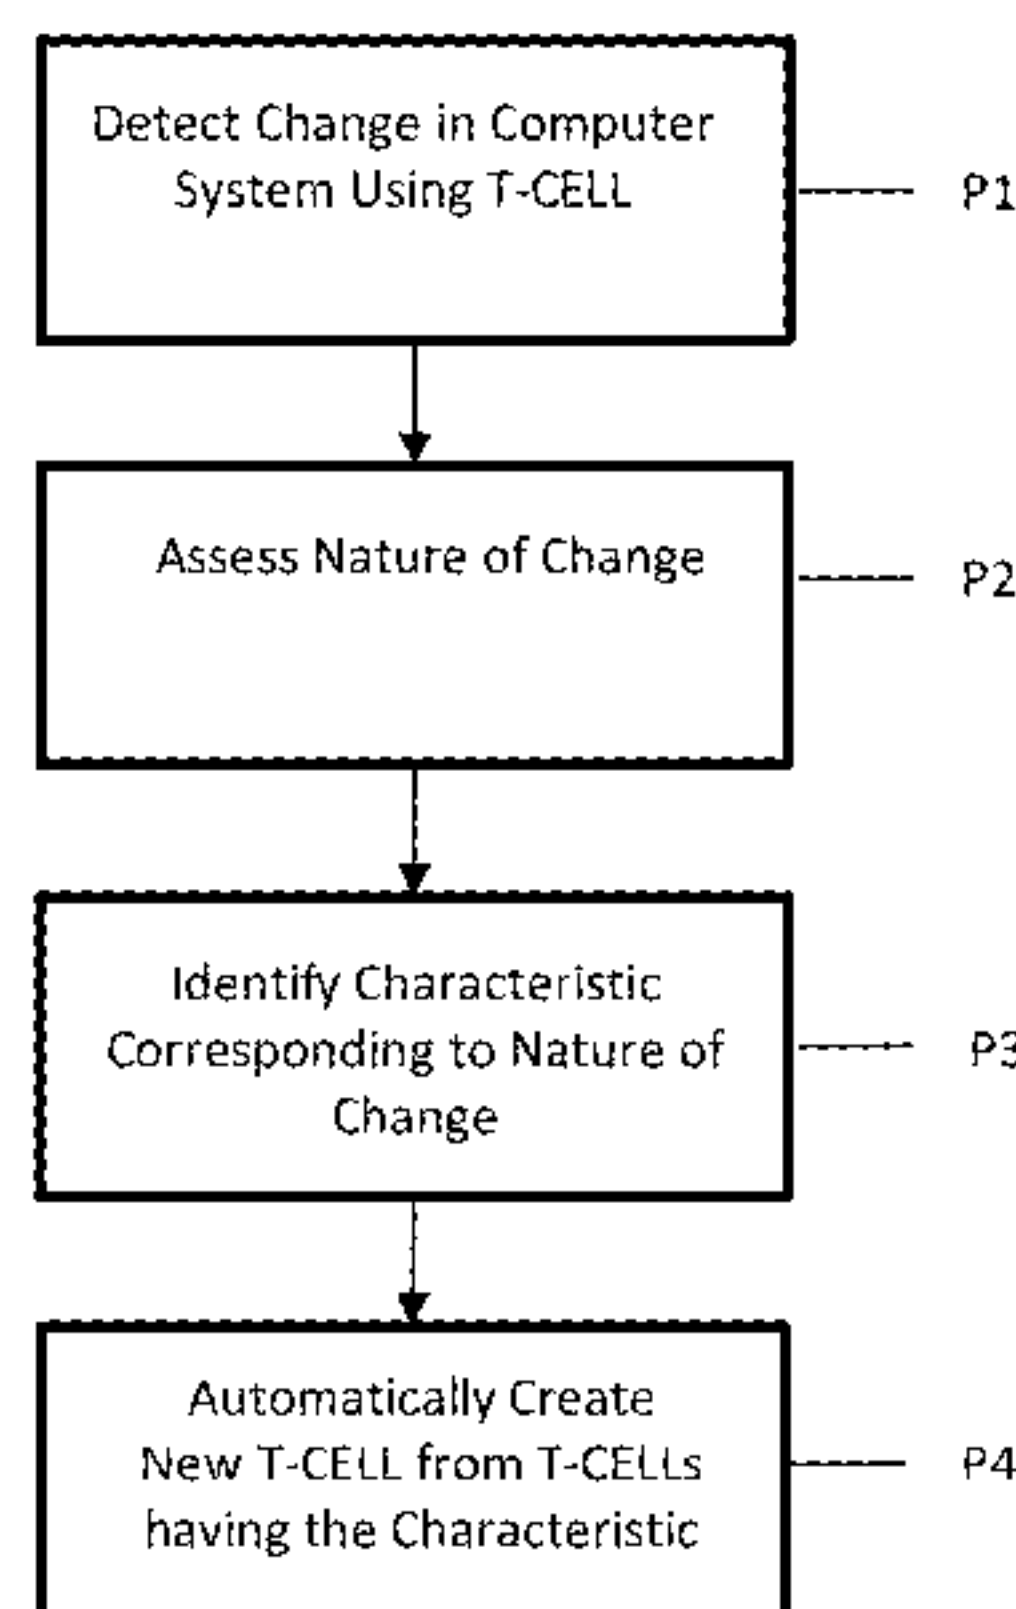 Detect Change in Computer
System Using T-CELL
P1
Assess Nature of Change
P2
Identify Characteristic
Corresponding to Nature of
Change
P3
Automatically Create
New T-CELL from T-CELLs
having the Characteristic
P4